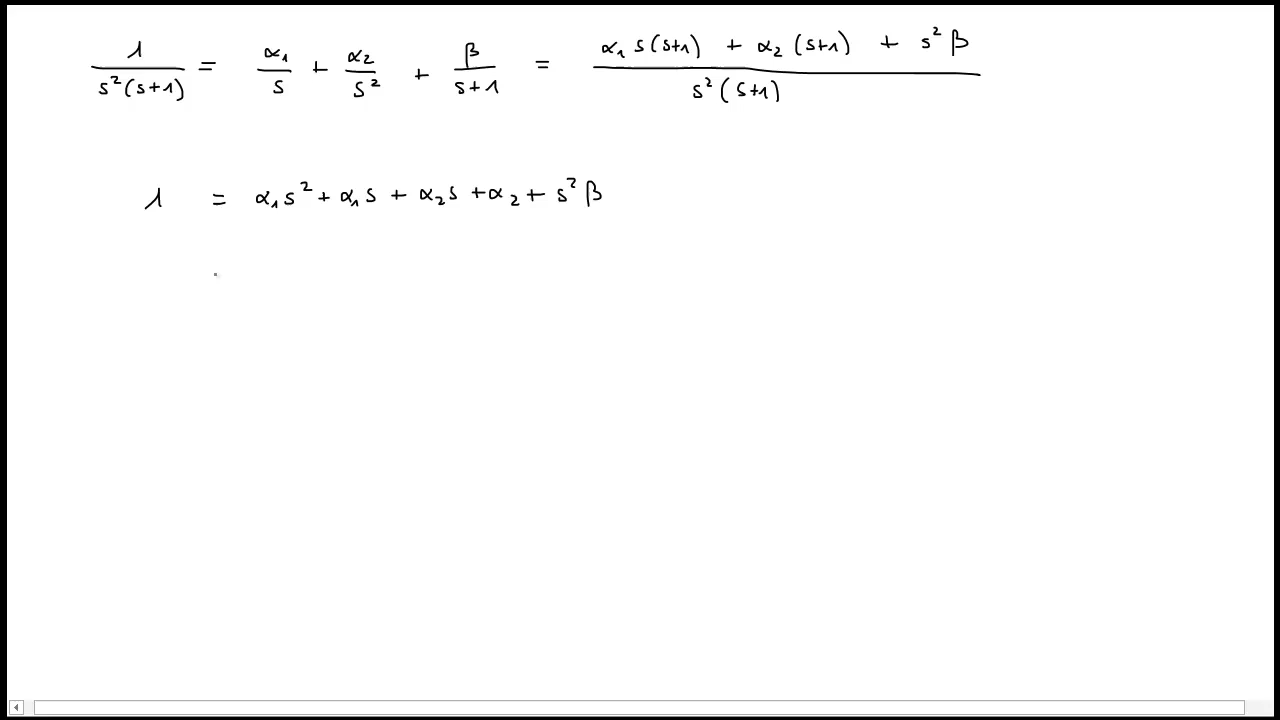 1/(s²(s+1)) = α₁/s + α₂/s² + β/(s+1) = (α₁ s(s+1) + α₂ (s+1) + s² β)/(s² (s+1))
1 = α₁s² + α₁s + α₂s + α₂ + s² β